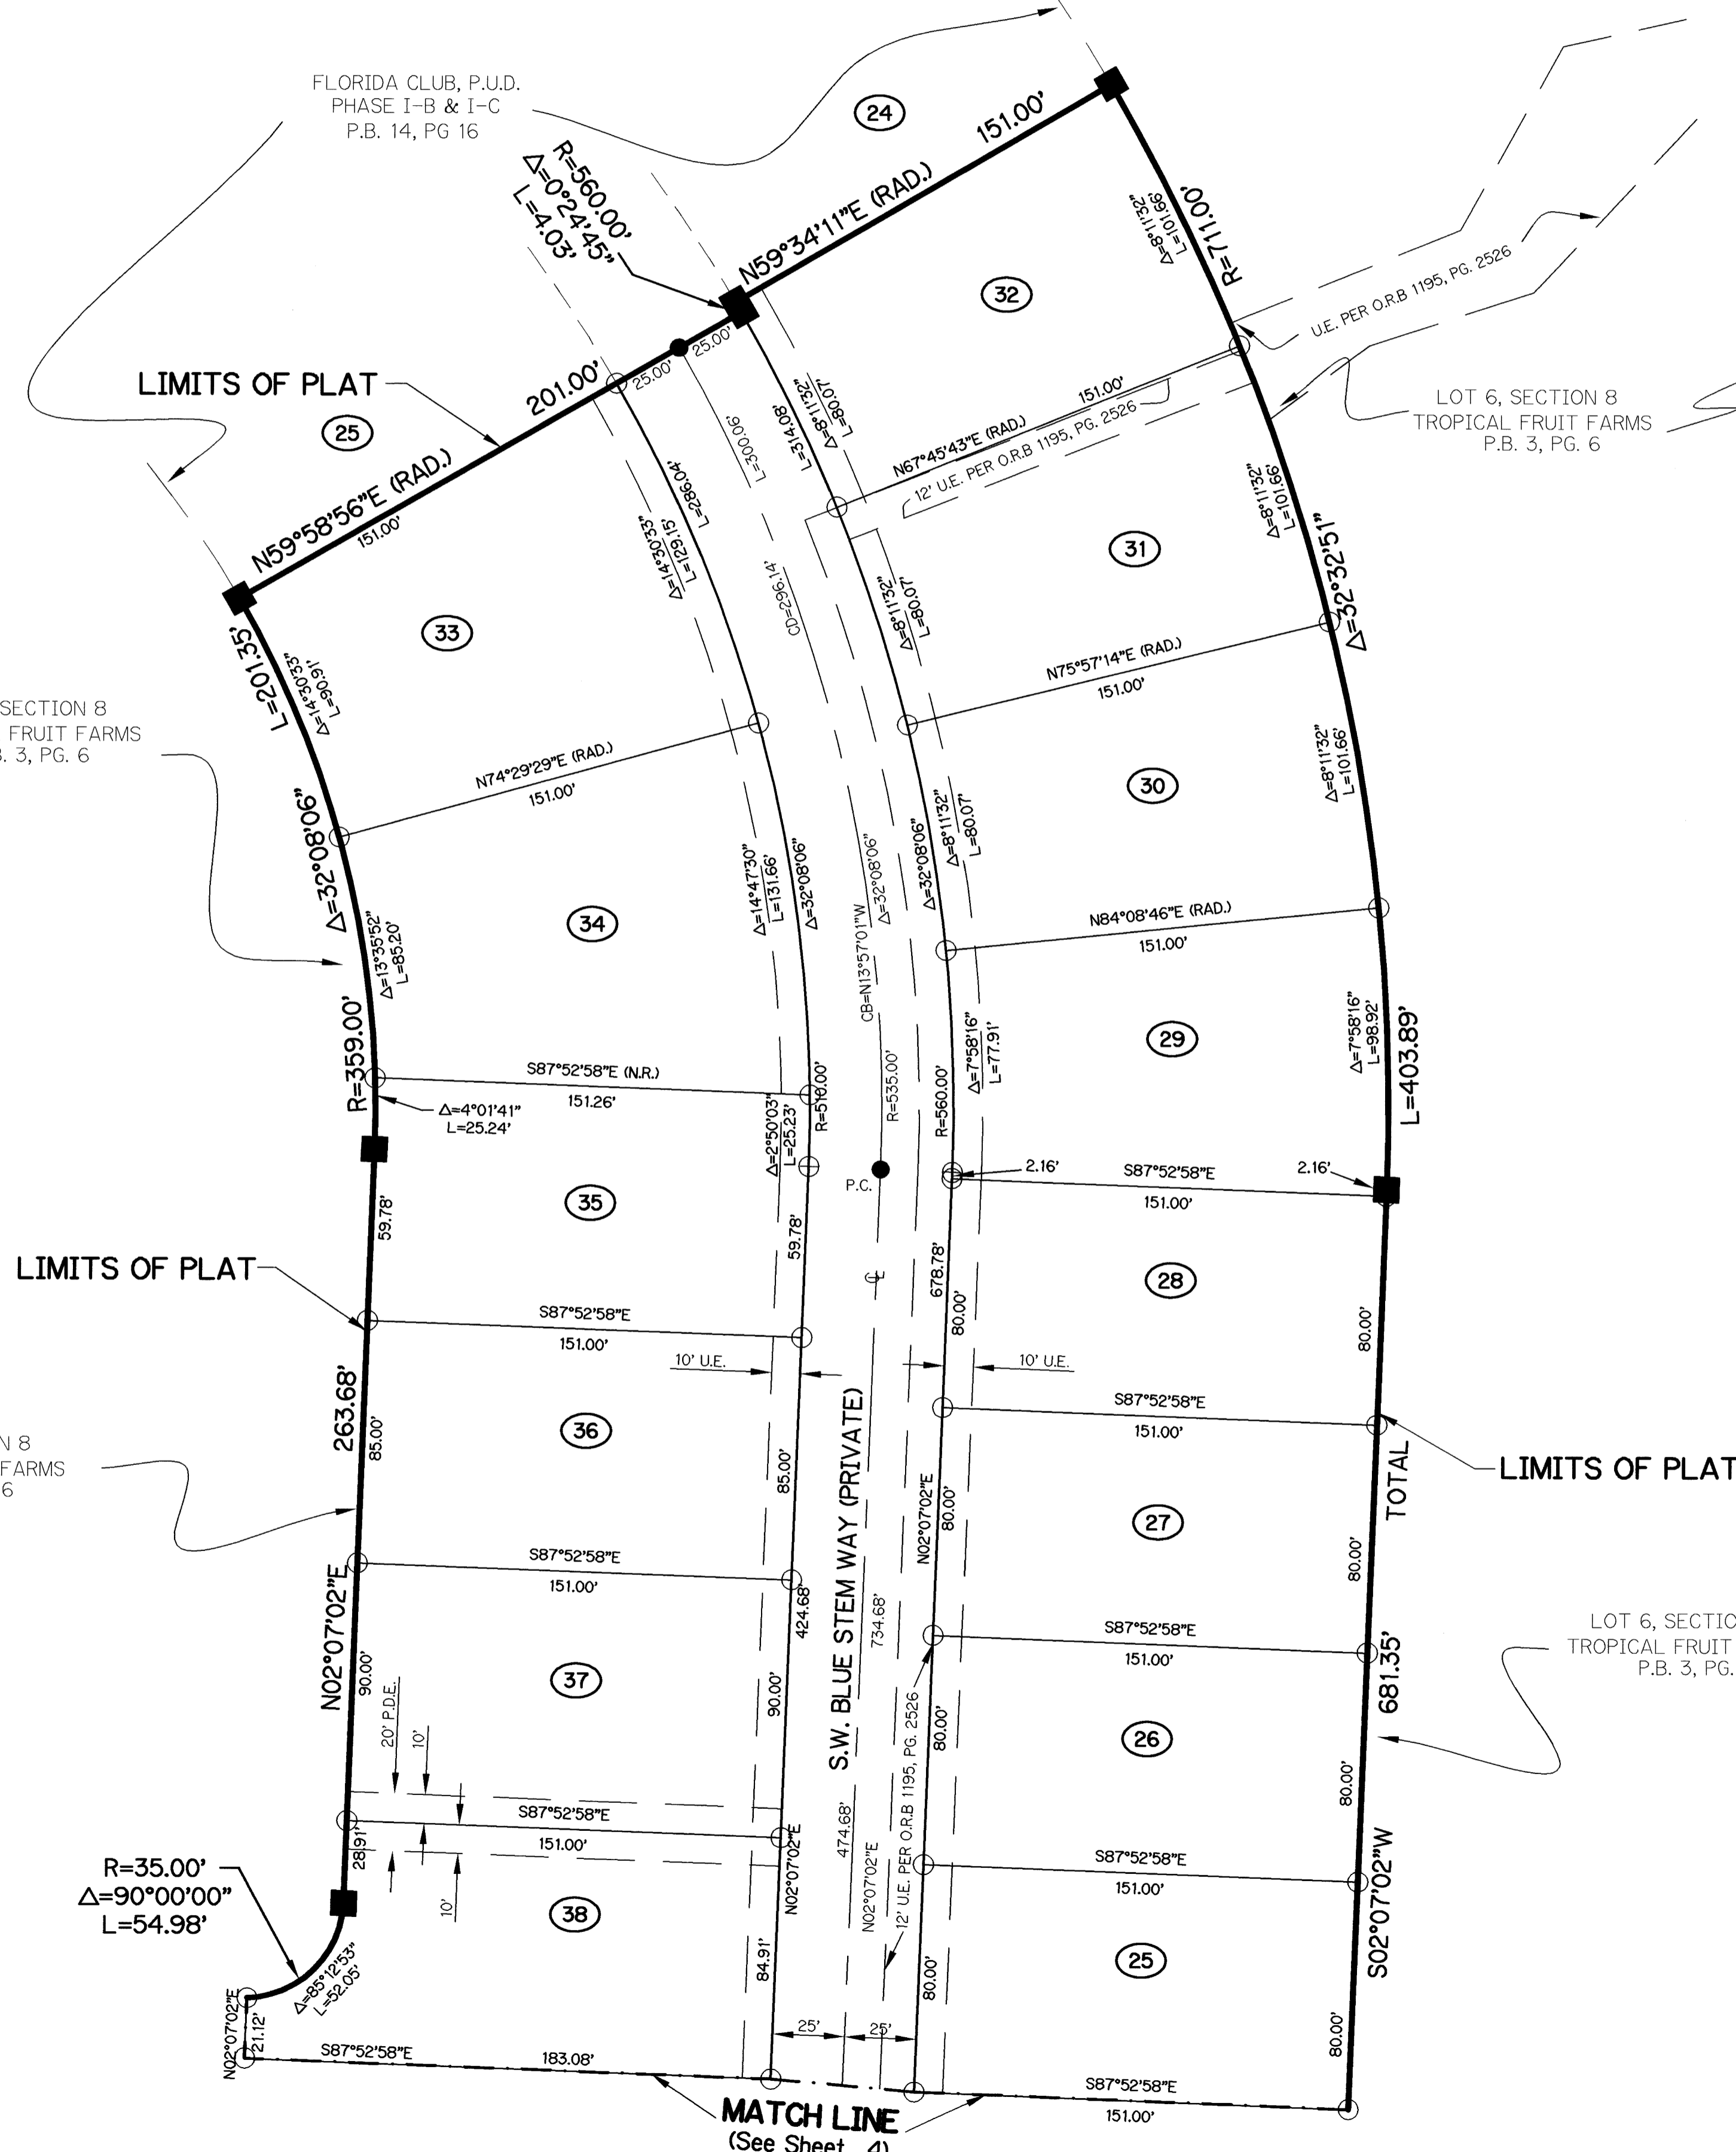 FLORIDA CLUB, P.U.D.
PHASE I-B & I-C
P.B. 14, PG 16
24
151.00'
R=560.00'
Δ=0°24'45"
L=4.03'
N59°34'11"E (RAD.)
Δ=8°11'32"
L=101.66'
R=711.00'
32
U.E. PER O.R.B 1195, PG. 2526
25.00'
25.00'
201.00'
LIMITS OF PLAT
25
N59°58'56"E (RAD.)
151.00'
L=300.06'
L=314.08'
Δ=8°11'32"
L=80.07'
151.00'
N67°45'43"E (RAD.)
12' U.E. PER O.R.B 1195, PG. 2526
LOT 6, SECTION 8
TROPICAL FRUIT FARMS
P.B. 3, PG. 6
L=286.04'
Δ=14°30'33"
L=129.15'
CD=296.14'
31
Δ=8°11'32"
L=101.66'
Δ=32°32'51"
Δ=8°11'32"
L=80.07'
33
L=201.35'
Δ=14°30'33"
L=90.91'
N75°57'14"E (RAD.)
151.00'
SECTION 8
FRUIT FARMS
B. 3, PG. 6
N74°29'29"E (RAD.)
151.00'
30
Δ=8°11'32"
L=101.66'
Δ=8°11'32"
L=80.07'
Δ=32°08'06"
Δ=32°08'06"
Δ=32°08'06"
Δ=14°47'30"
L=131.66'
Δ=32°08'06"
34
Δ=13°35'52"
L=85.20'
N84°08'46"E (RAD.)
151.00'
CB=N13°57'01"W
29
Δ=7°58'16"
L=98.92'
L=403.89'
Δ=7°58'16"
L=77.91'
R=359.00'
S87°52'58"E (N.R.)
151.26'
R=510.00'
R=535.00'
R=560.00'
Δ=4°01'41"
L=25.24'
Δ=2°50'03"
L=25.23'
P.C.
2.16'
S87°52'58"E
2.16'
151.00'
35
59.78'
59.78'
LIMITS OF PLAT
28
678.78'
80.00'
80.00'
S87°52'58"E
151.00'
10' U.E.
10' U.E.
263.68'
85.00'
36
85.00'
S87°52'58"E
151.00'
TOTAL
LIMITS OF PLAT
N 8
FARMS
6
S.W. BLUE STEM WAY (PRIVATE)
N02°07'02"E
80.00'
27
80.00'
S87°52'58"E
151.00'
424.68'
734.68'
S87°52'58"E
151.00'
N02°07'02"E
90.00'
37
90.00'
20' P.D.E.
10'
681.35'
LOT 6, SECTIO
TROPICAL FRUIT
P.B. 3, PG.
12' U.E. PER O.R.B 1195, PG. 2526
80.00'
26
80.00'
S87°52'58"E
151.00'
28.91'
474.68'
N02°07'02"E
N02°07'02"E
S87°52'58"E
151.00'
S02°07'02"W
R=35.00'
Δ=90°00'00"
L=54.98'
10'
38
84.91'
80.00'
25
80.00'
Δ=85°12'53"
L=52.05'
N02°07'02"E
21.12'
25'
25'
S87°52'58"E
183.08'
S87°52'58"E
151.00'
MATCH LINE
(See Sheet 4)